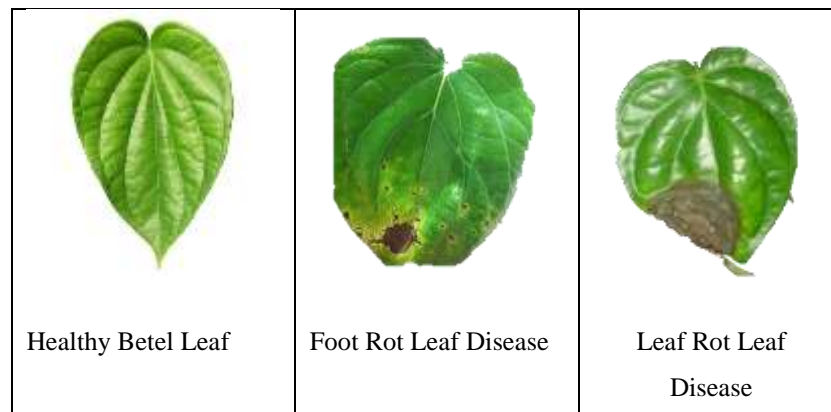 Healthy Betel Leaf
Foot Rot Leaf Disease
Leaf Rot Leaf
Disease